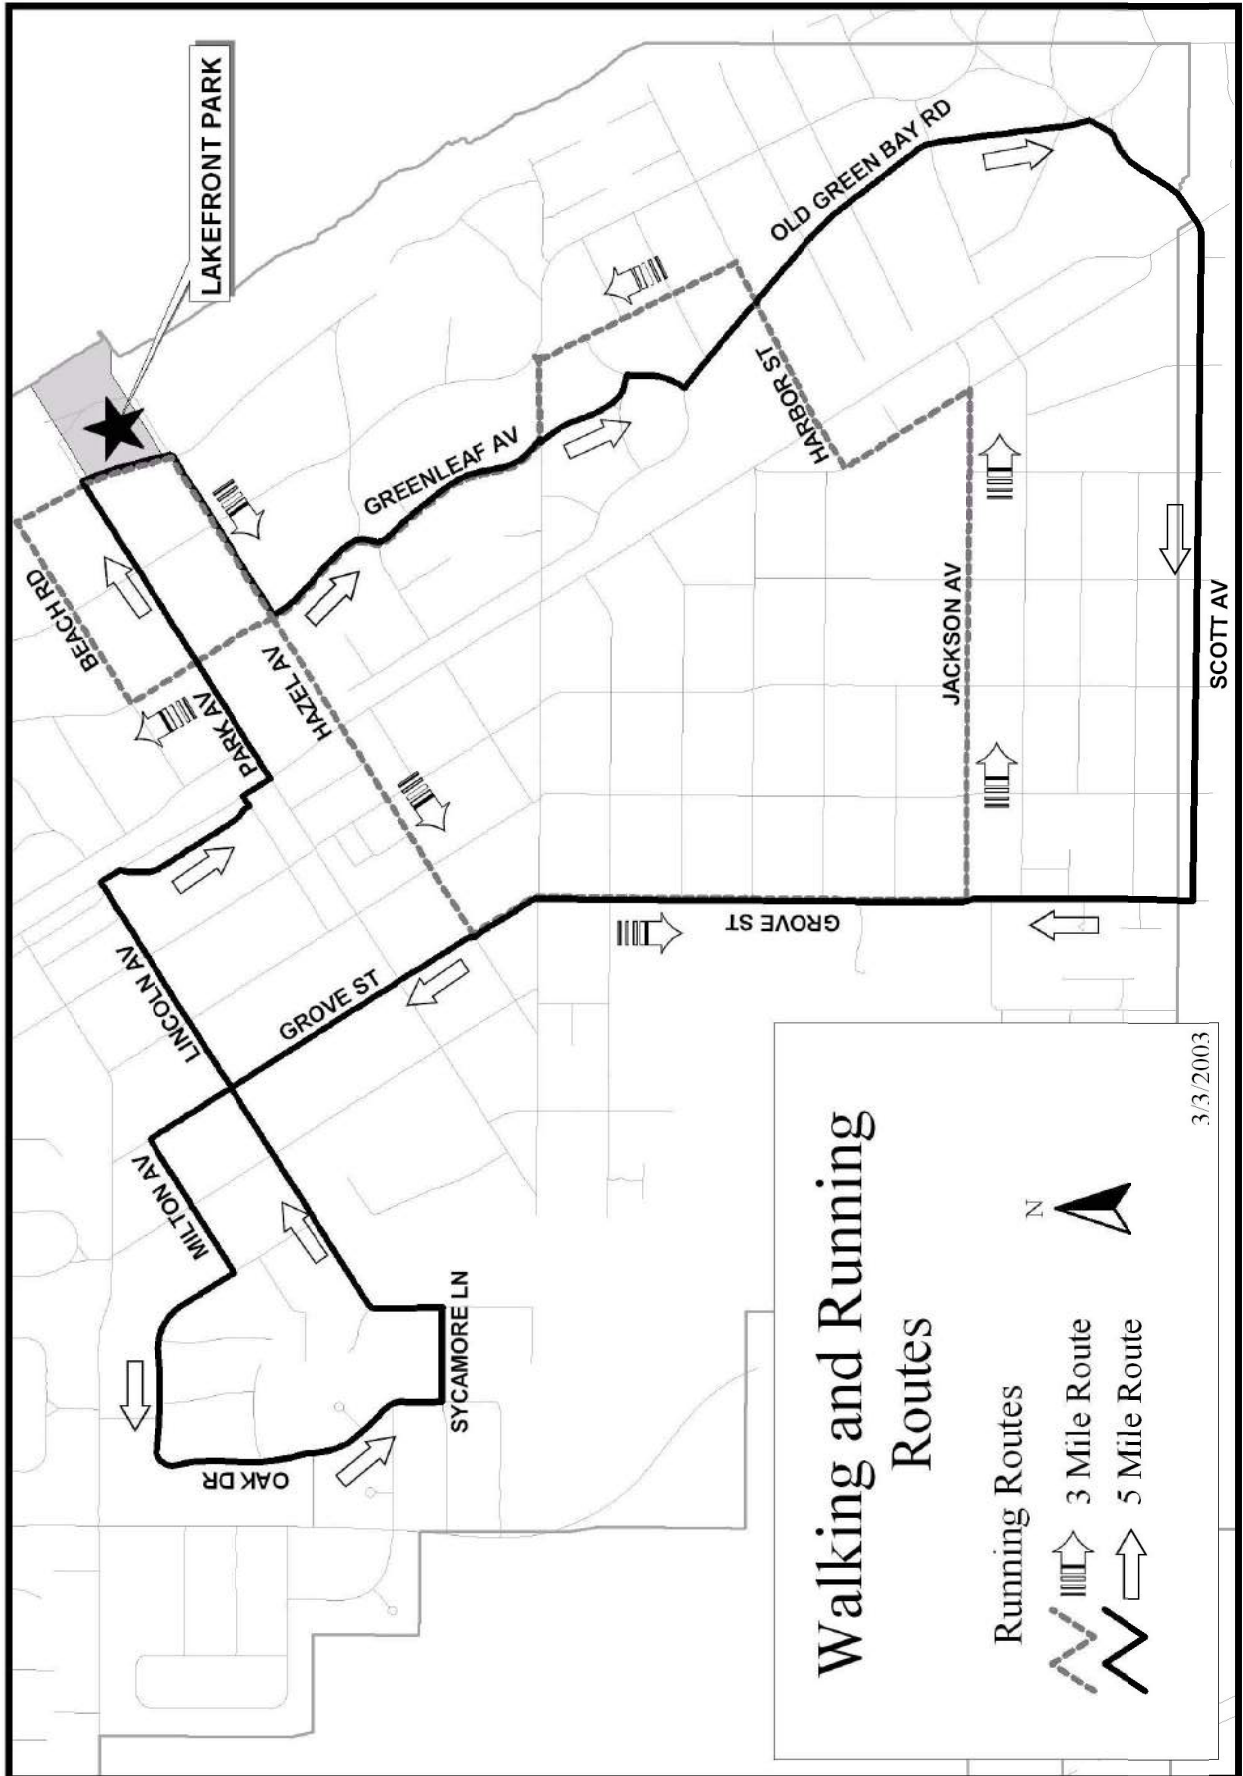 LAKEFRONT PARK
BEACH RD
PARK AV
HAZEL AV
GREENLEAF AV
OLD GREEN BAY RD
HARBOR ST
JACKSON AV
SCOTT AV
GROVE ST
GROVE ST
LINCOLN AV
MILTON AV
OAK DR
SYCAMORE LN
Walking and Running
Routes
Running Routes
3 Mile Route
5 Mile Route
N
3/3/2003